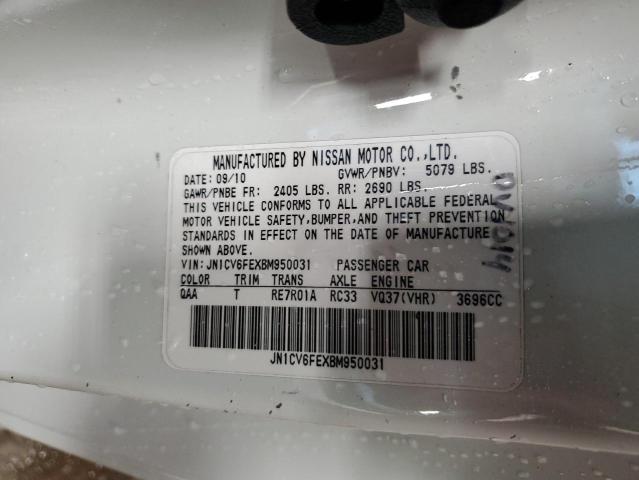 MANUFACTURED BY NISSAN MOTOR CO.,LTD.
DATE: 09/10 GVWR/PNBV: 5079 LBS.
GAWR/PNBE FR: 2405 LBS. RR: 2690 LBS.
THIS VEHICLE CONFORMS TO ALL APPLICABLE FEDERAL
MOTOR VEHICLE SAFETY,BUMPER,AND THEFT PREVENTION
STANDARDS IN EFFECT ON THE DATE OF MANUFACTURE
SHOWN ABOVE.
VIN: JN1CV6FEXBM950031 PASSENGER CAR
COLOR TRIM TRANS AXLE ENGINE
QAA T RE7R01A RC33 VQ37(VHR) 3696CC
JN1CV6FEXBM950031